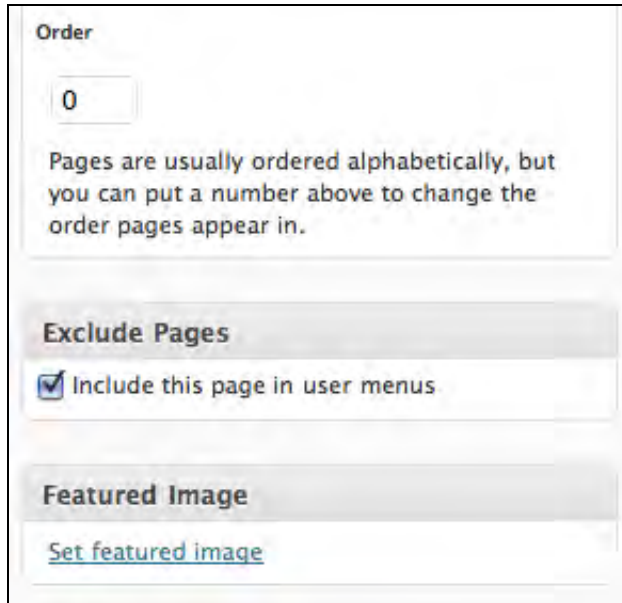 Order
0
Pages are usually ordered alphabetically, but
you can put a number above to change the
order pages appear in.
Exclude Pages
Include this page in user menus
Featured Image
Set featured image